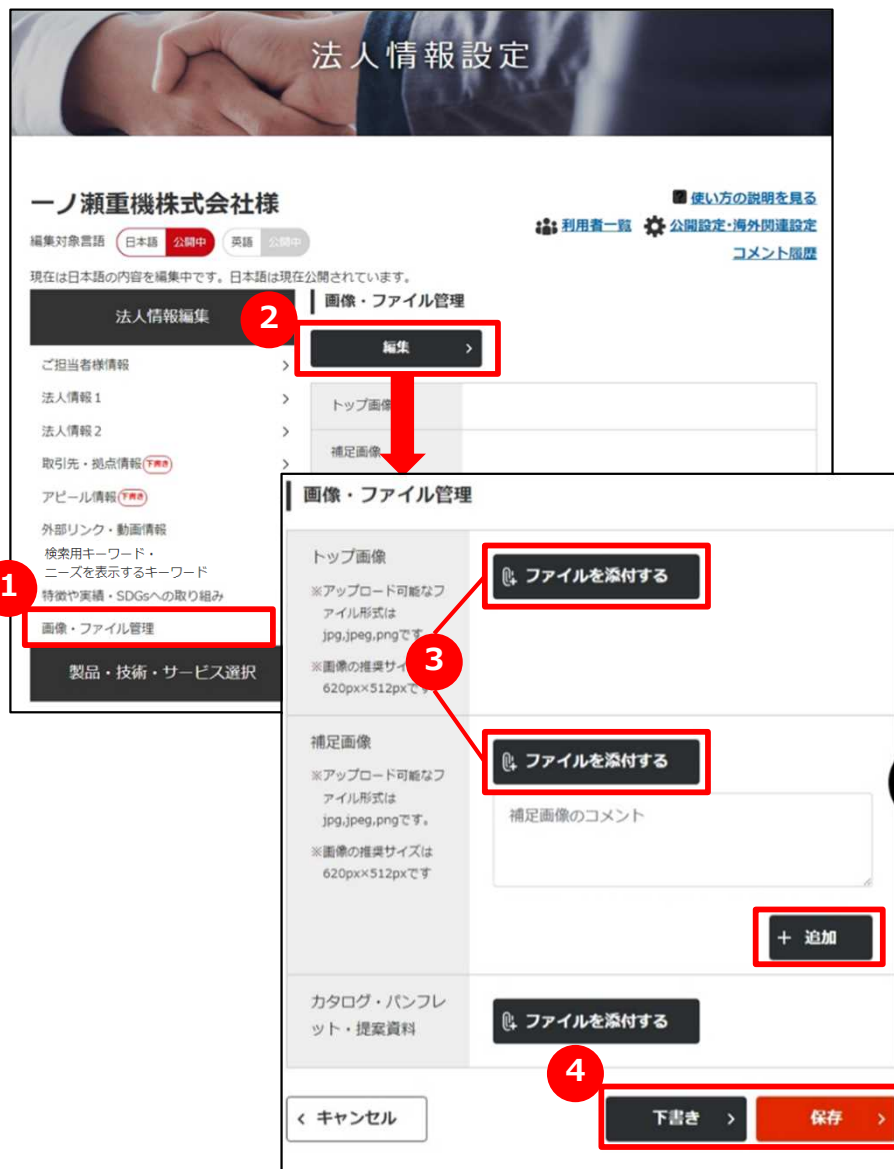 法人情報設定
一ノ瀬重機株式会社様
使い方の説明を見る
利用者一覧 公開設定・海外関連設定
コメント履歴
編集対象言語 日本語 公開中 英語 公開中
現在は日本語の内容を編集中です。日本語は現在公開されています。
法人情報編集
ご担当者様情報
法人情報1
法人情報2
取引先・拠点情報 下書き
アピール情報 下書き
外部リンク・動画情報
検索用キーワード・
ニーズを表示するキーワード
1
特徴や実績・SDGsへの取り組み
画像・ファイル管理
製品・技術・サービス選択
画像・ファイル管理
2
編集
トップ画像
補足画像
画像・ファイル管理
トップ画像
※アップロード可能なフ
ァイル形式は
jpg,jpeg,pngです
※画像の推奨サイ
620px×512pxです
ファイルを添付する
3
補足画像
※アップロード可能なフ
ァイル形式は
jpg,jpeg,pngです。
※画像の推奨サイズは
620px×512pxです
ファイルを添付する
補足画像のコメント
+ 追加
カタログ・パンフレ
ット・提案資料
ファイルを添付する
4
キャンセル
下書き
保存